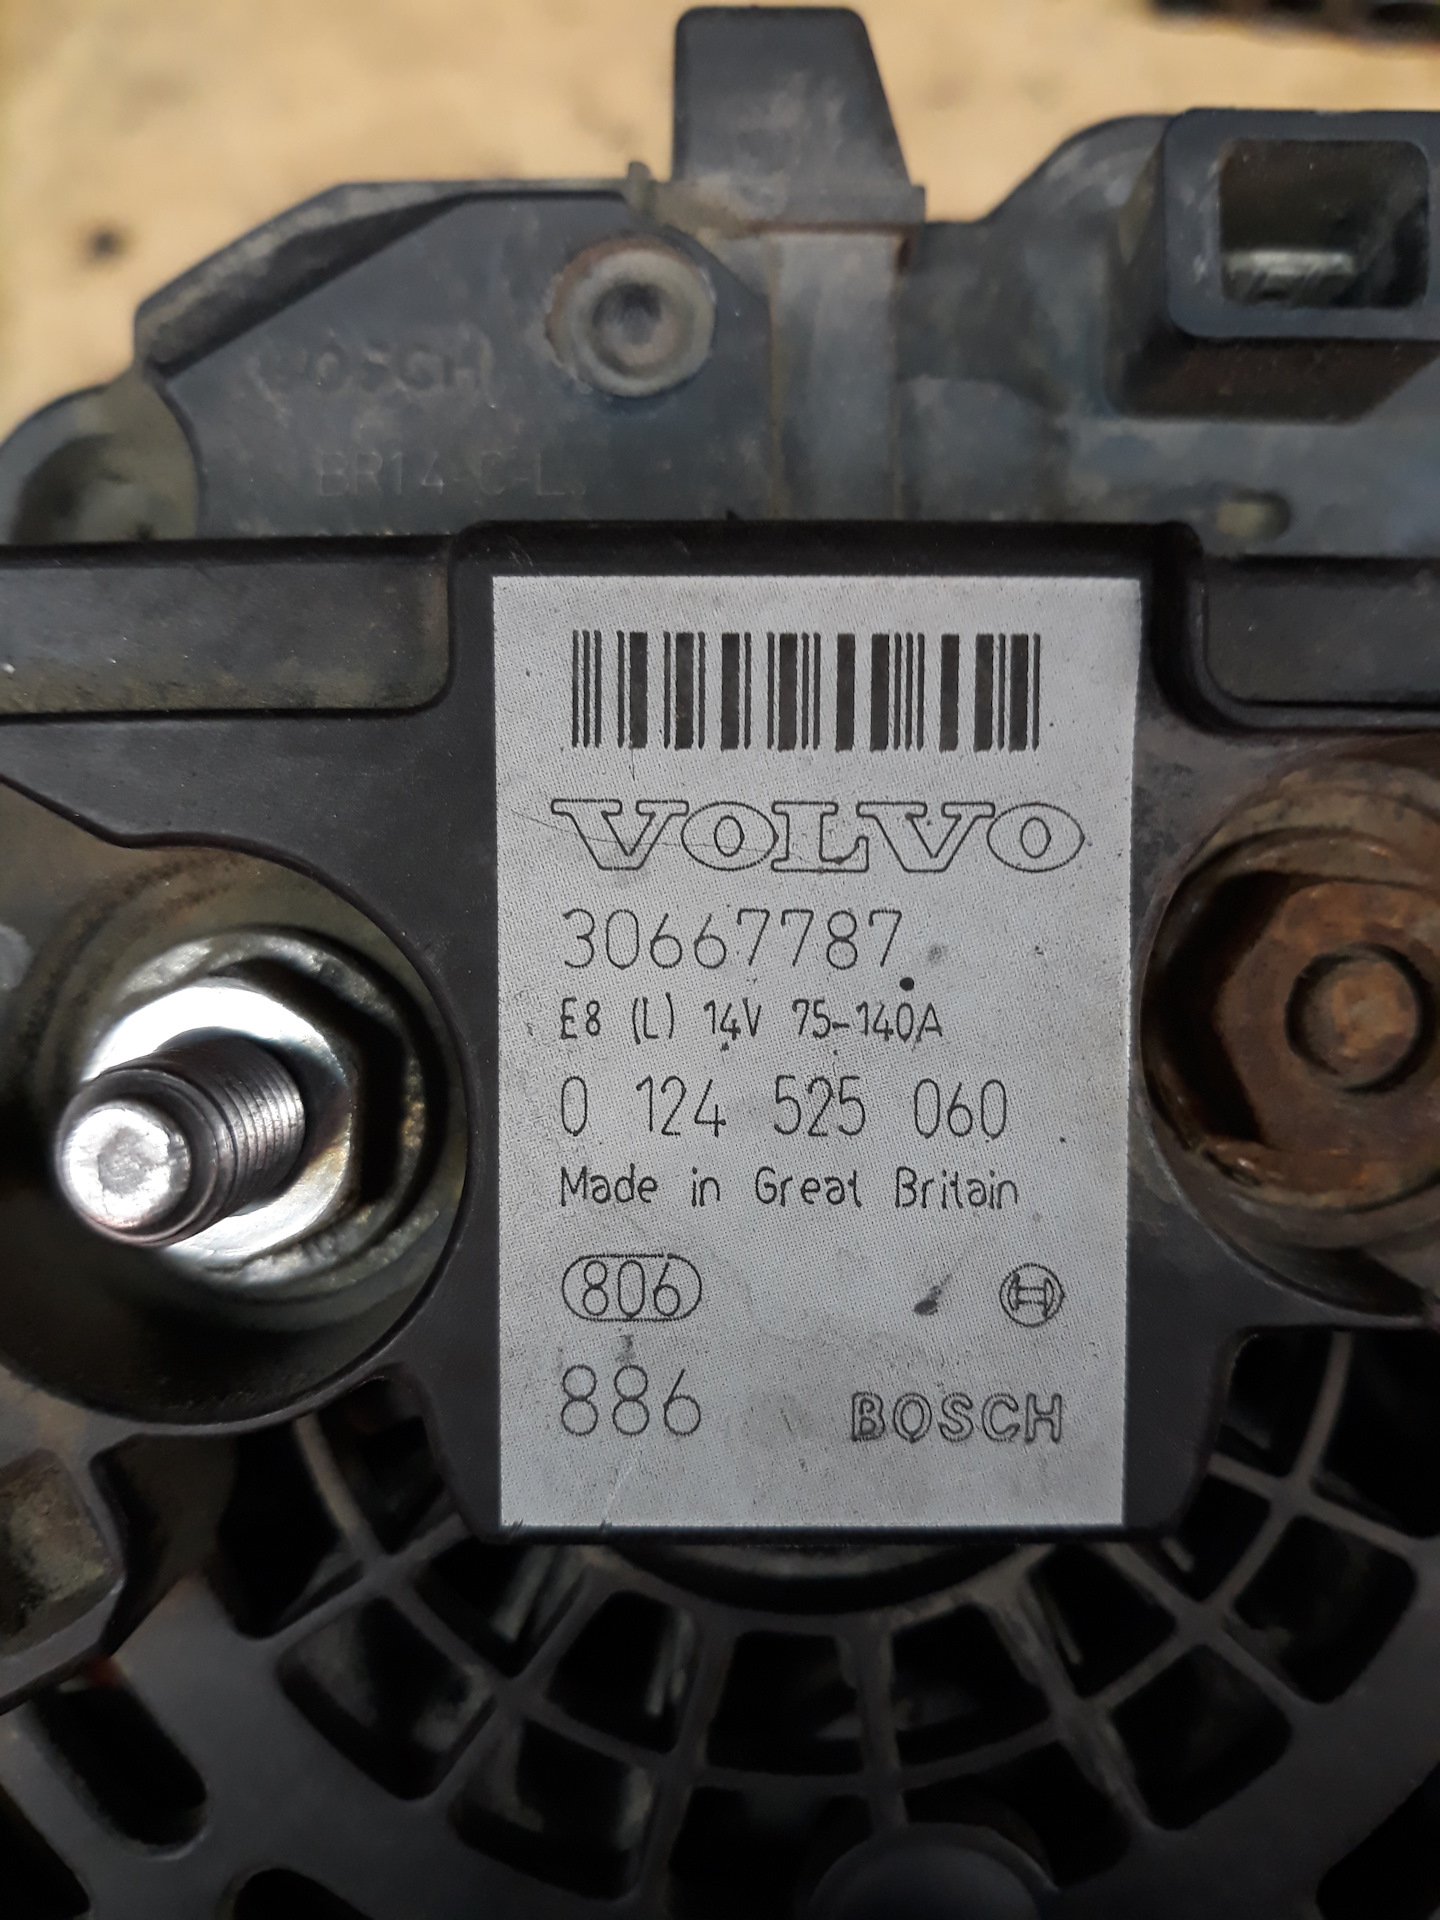 BOSCH
BR14-C-L
VOLVO
30667787
E8 (L) 14V 75-140A
0 124 525 060
Made in Great Britain
806
886 BOSCH